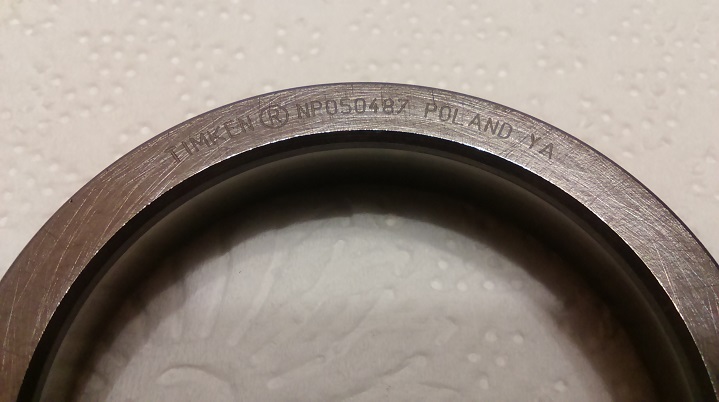 TIMKEN ® NP050487 POLAND YA